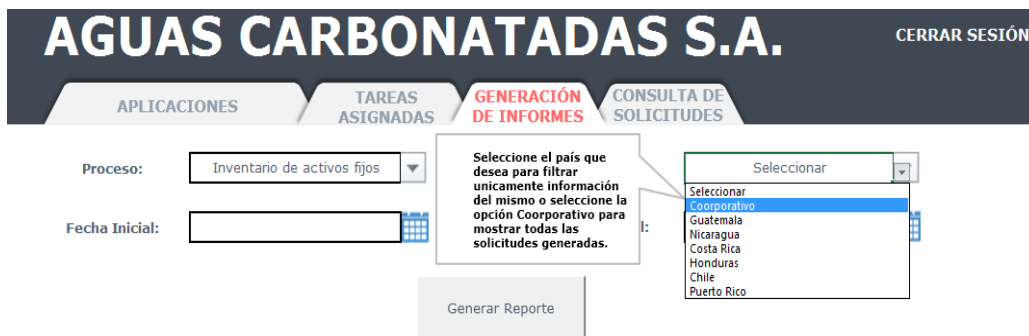 AGUAS CARBONATADAS S.A.
CERRAR SESIÓN
APLICACIONES
TAREAS
ASIGNADAS
GENERACIÓN
DE INFORMES
CONSULTA DE
SOLICITUDES
Proceso:
Inventario de activos fijos
Seleccione el país que
desea para filtrar
unicamente información
del mismo o seleccione la
opción Coorporativo para
mostrar todas las
solicitudes generadas.
Seleccionar
Seleccionar
Coorporativo
Guatemala
Nicaragua
Costa Rica
Honduras
Chile
Puerto Rico
Fecha Inicial:
l:
Generar Reporte